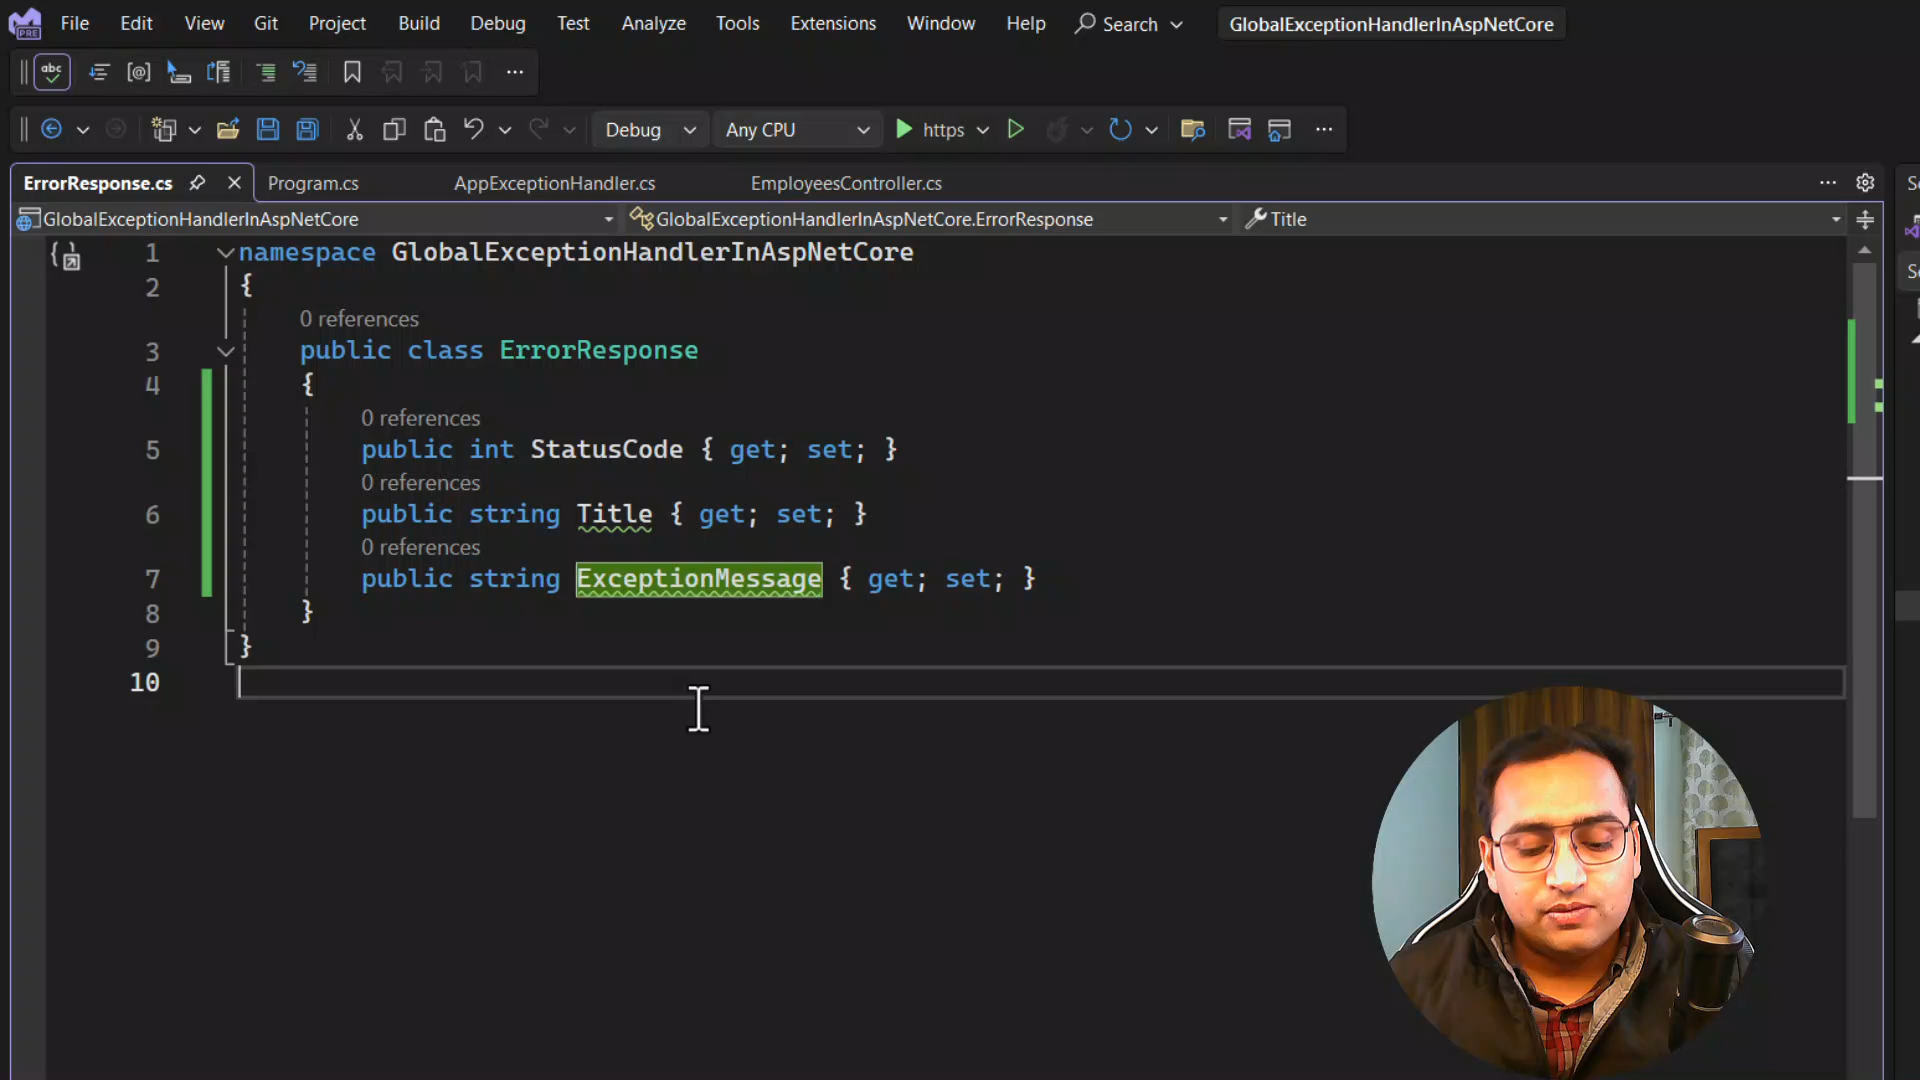 File Edit View Git Project Build Debug Test Analyze Tools Extensions Window Help Search GlobalExceptionHandlerInAspNetCore
abc
Debug Any CPU https
ErrorResponse.cs Program.cs AppExceptionHandler.cs EmployeesController.cs
GlobalExceptionHandlerInAspNetCore GlobalExceptionHandlerInAspNetCore.ErrorResponse Title
1 namespace GlobalExceptionHandlerInAspNetCore
2 {
0 references
3 public class ErrorResponse
4 {
0 references
5 public int StatusCode { get; set; }
0 references
6 public string Title { get; set; }
0 references
7 public string ExceptionMessage { get; set; }
8 }
9 }
10